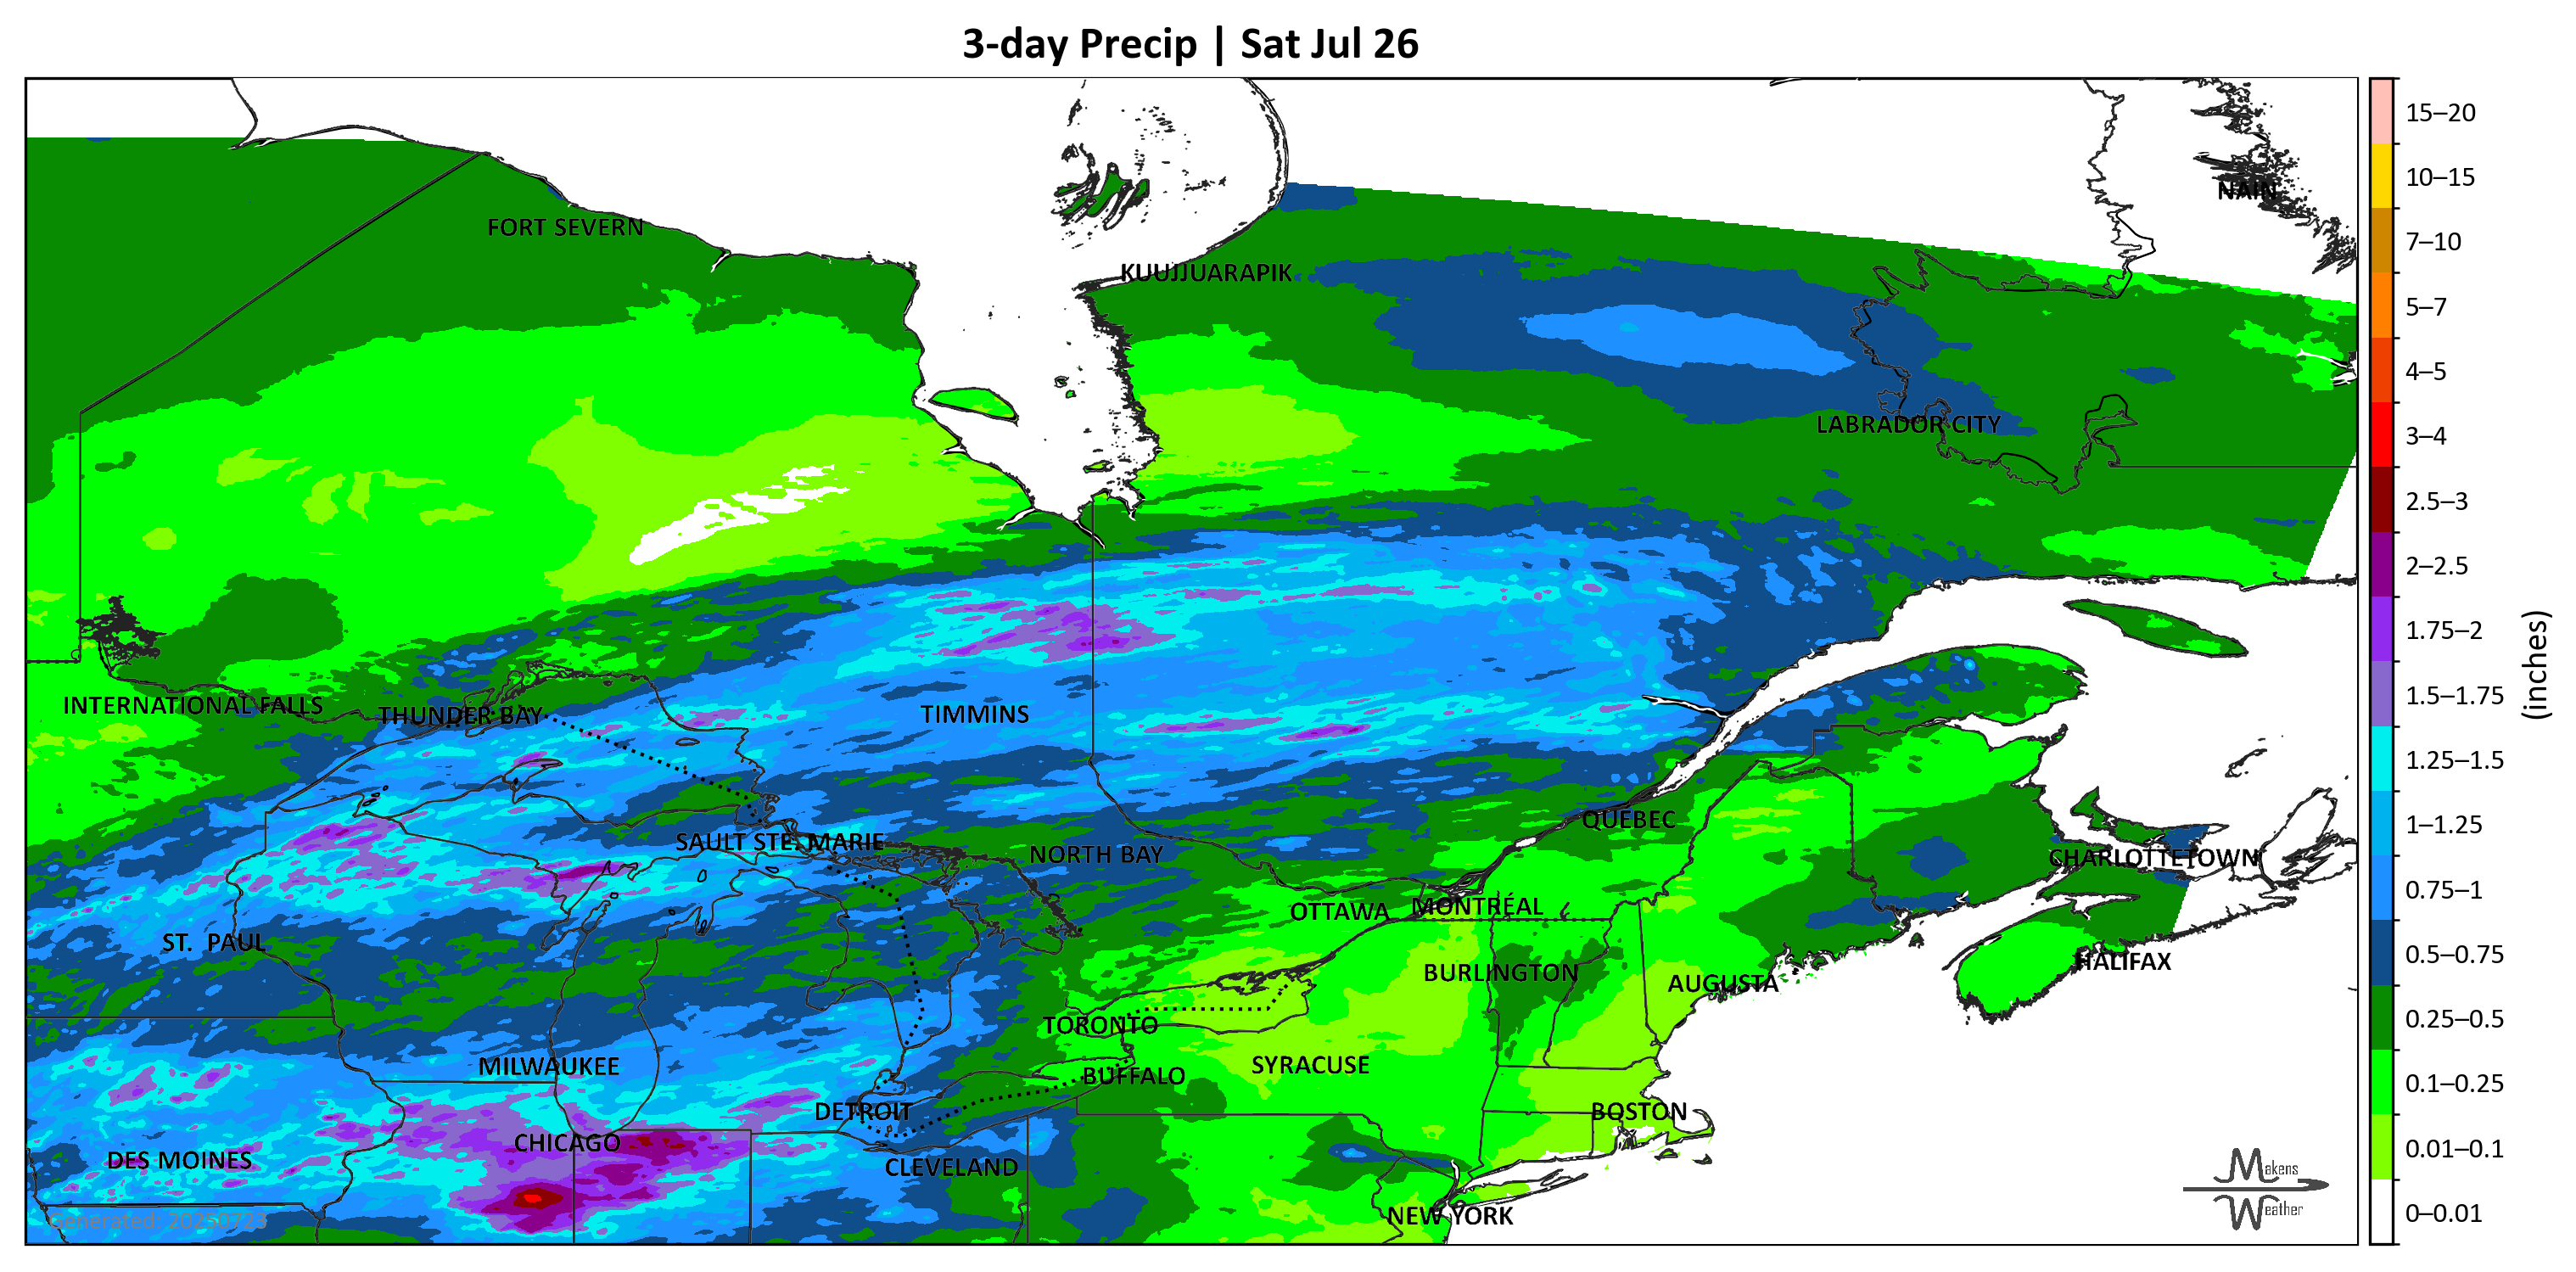 3-day Precip | Sat Jul 26
NAIN
FORT SEVERN
KUUJJUARAPIK
LABRADOR CITY
INTERNATIONAL FALLS
THUNDER BAY
TIMMINS
QUÉBEC
SAULT STE. MARIE
NORTH BAY
CHARLOTTETOWN
OTTAWA
MONTRÉAL
ST. PAUL
HALIFAX
BURLINGTON
AUGUSTA
TORONTO
MILWAUKEE
SYRACUSE
BUFFALO
DETROIT
BOSTON
CHICAGO
DES MOINES
CLEVELAND
NEW YORK
Generated: 20250723
Makens
Weather
15–20
10–15
7–10
5–7
4–5
3–4
2.5–3
2–2.5
1.75–2
1.5–1.75
1.25–1.5
1–1.25
0.75–1
0.5–0.75
0.25–0.5
0.1–0.25
0.01–0.1
0–0.01
(inches)